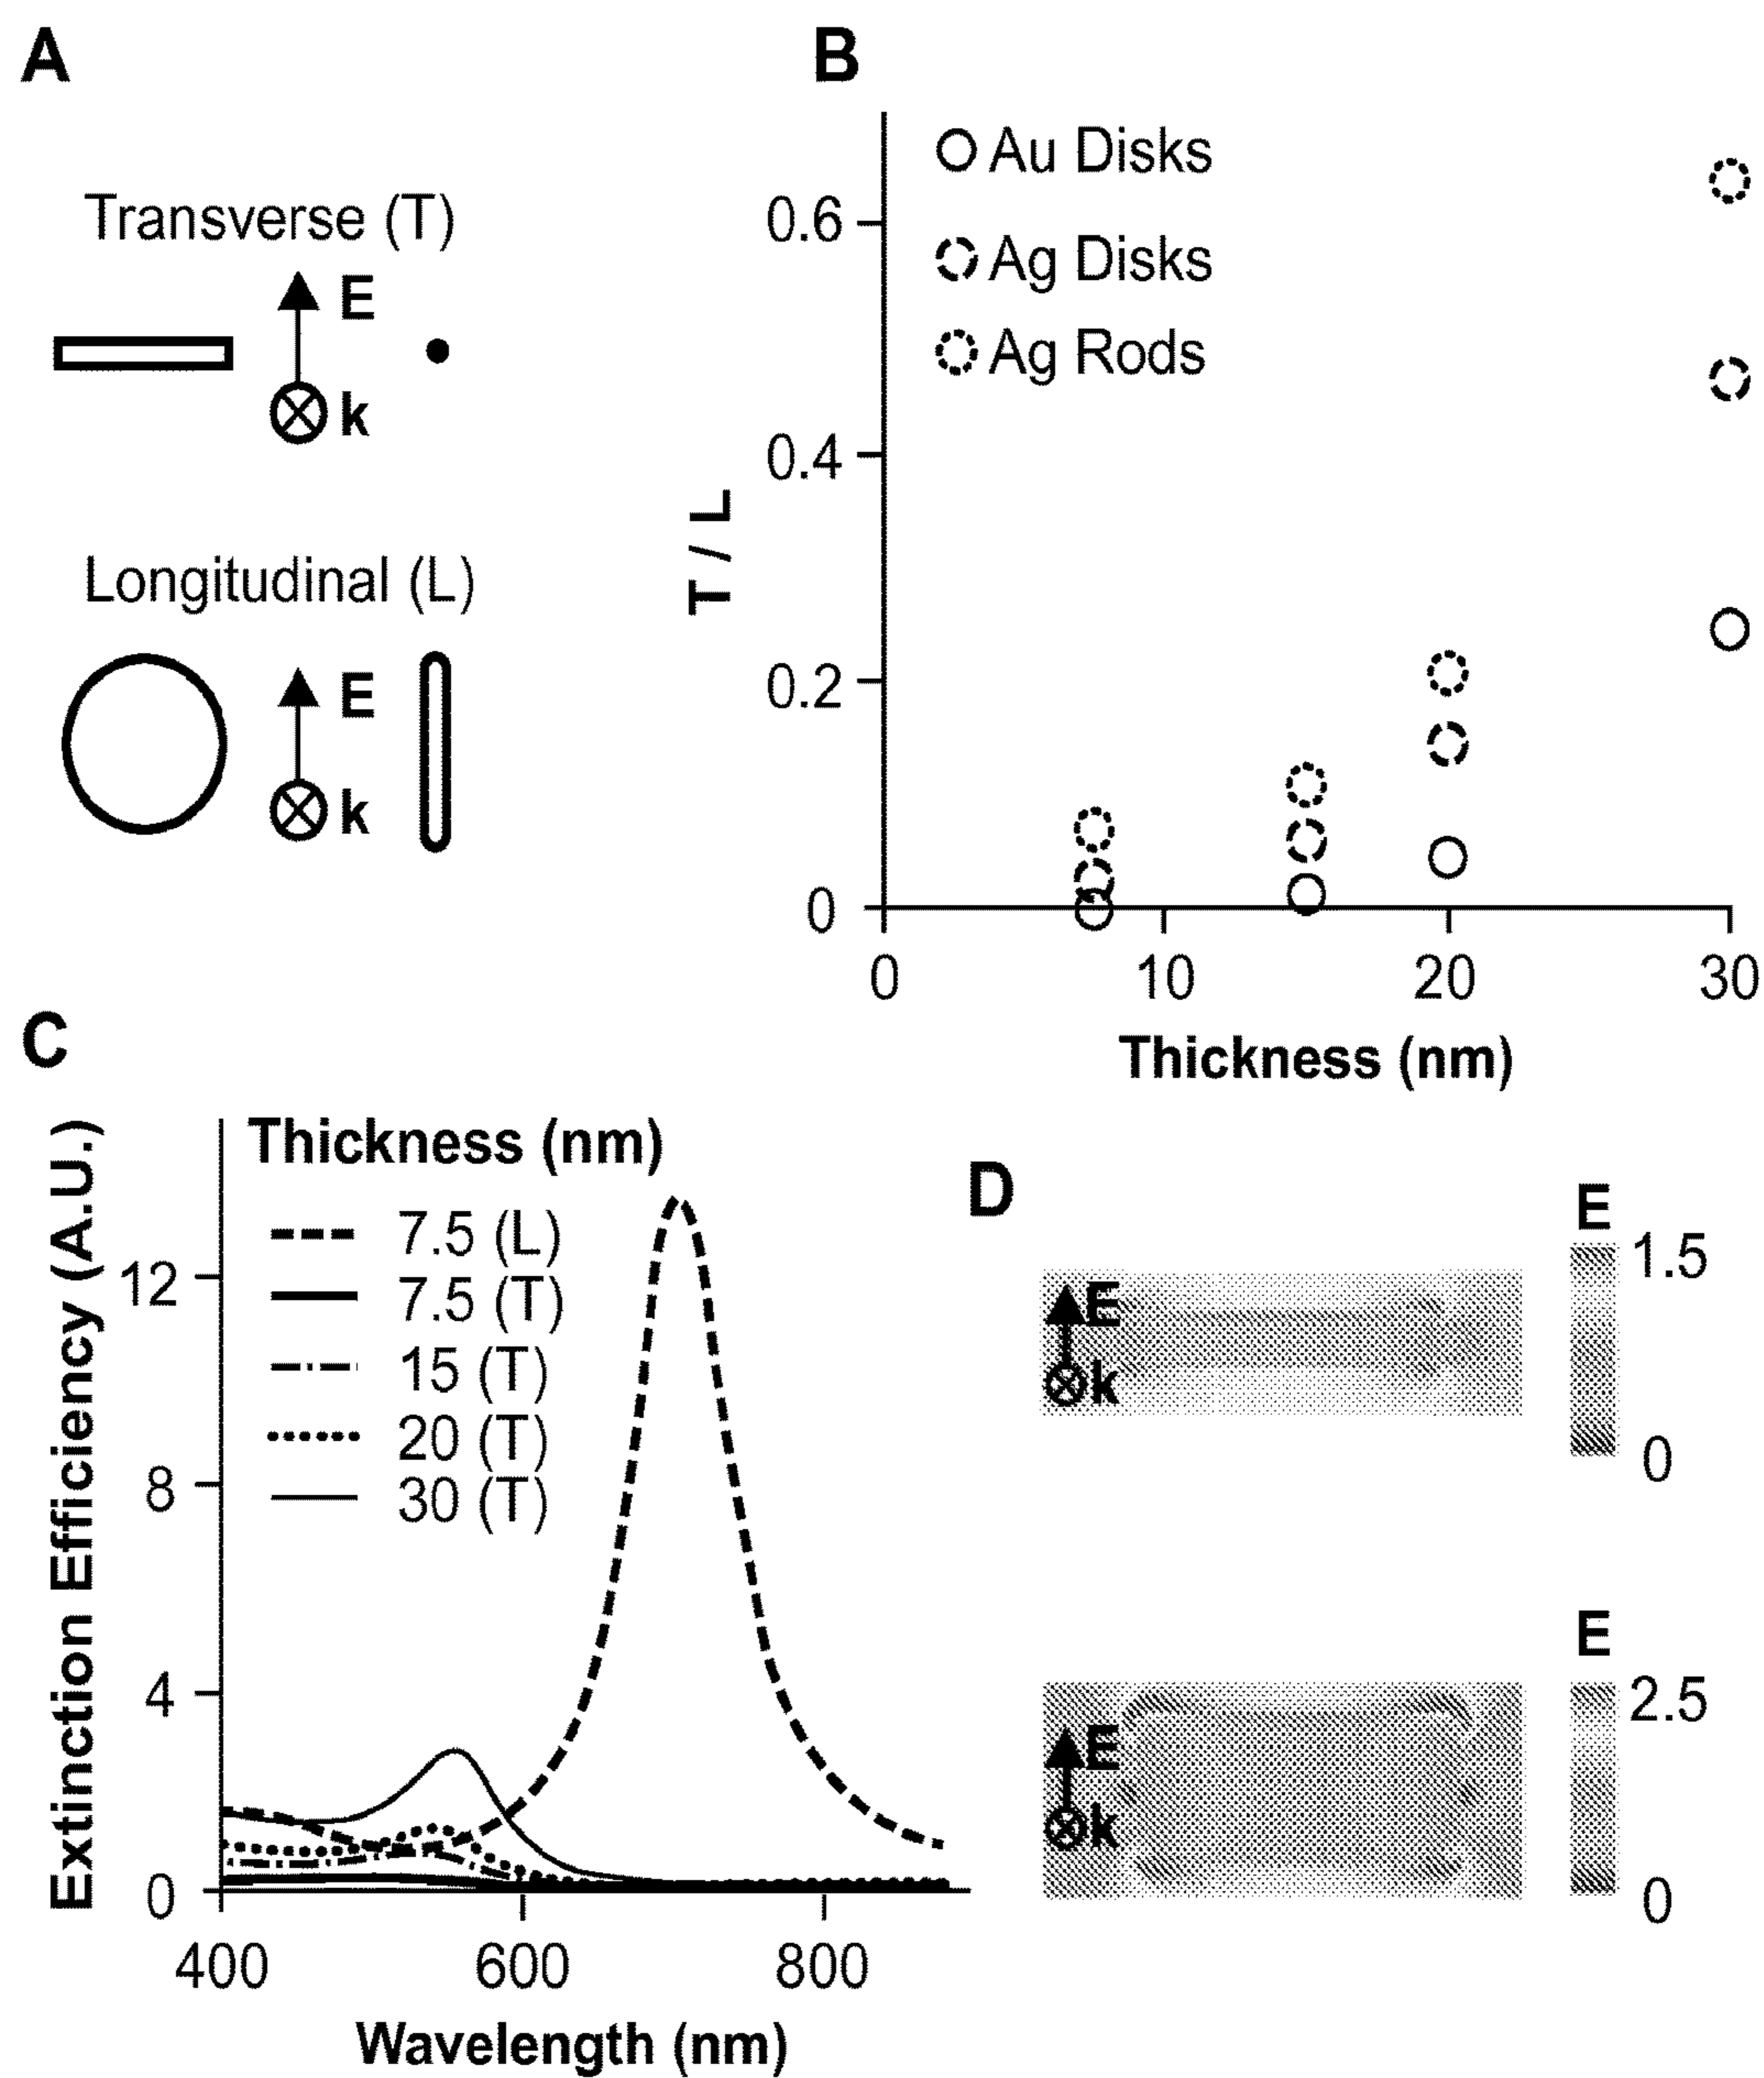 A
Transverse (T)
E
k
Longitudinal (L)
E
k
B
Au Disks
Ag Disks
Ag Rods
0.6
0.4
0.2
0
T / L
0
10
20
30
Thickness (nm)
C
Thickness (nm)
7.5 (L)
7.5 (T)
15 (T)
20 (T)
30 (T)
12
8
4
0
Extinction Efficiency (A.U.)
400
600
800
Wavelength (nm)
D
E
k
E
1.5
0
E
k
E
2.5
0